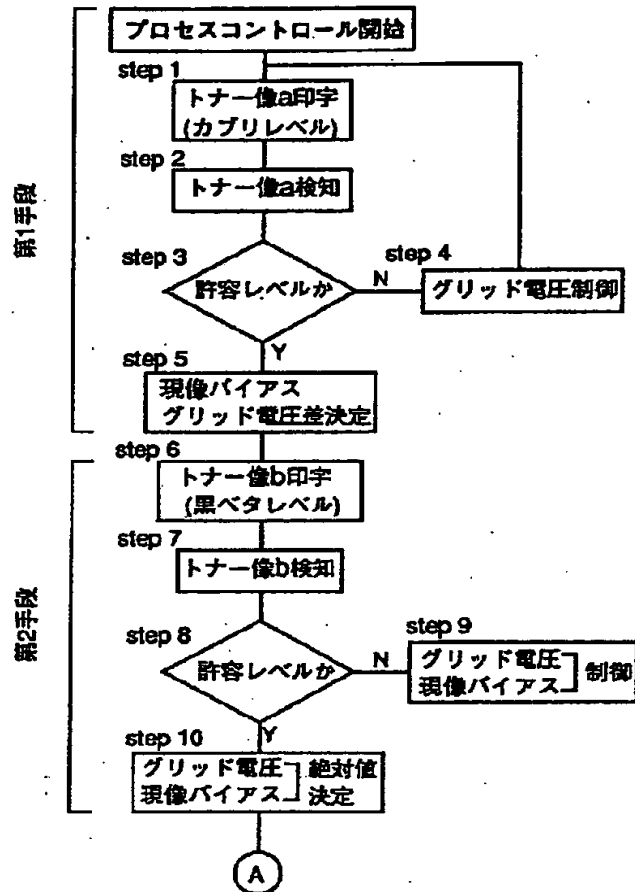 プロセスコントロール開始
step 1
トナー像a印字
(カブリレベル)
step 2
トナー像a検知
第1手段
step 3
許容レベルか
N
step 4
グリッド電圧制御
Y
step 5
現像バイアス
グリッド電圧差決定
step 6
トナー像b印字
(黒ベタレベル)
step 7
トナー像b検知
第2手段
step 8
許容レベルか
N
step 9
グリッド電圧
現像バイアス
制御
Y
step 10
グリッド電圧
現像バイアス
絶対値
決定
A